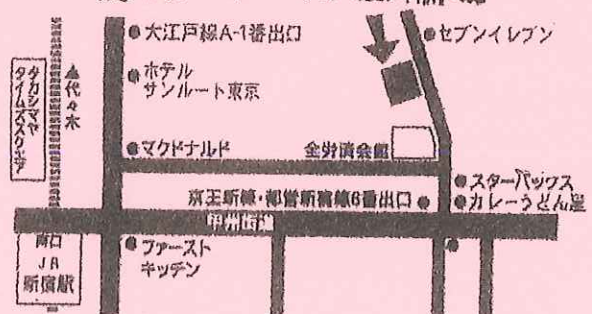 大江戸線A-1番出口
セブンイレブン
ホテル
サンルート東京
代々木
タカシマヤ
タイムズスクエア
マクドナルド
全労済会館
スターバックス
京王新線・都営新宿線6番出口
カレーうどん屋
甲州街道
南口
JR
新宿駅
ファースト
キッチン